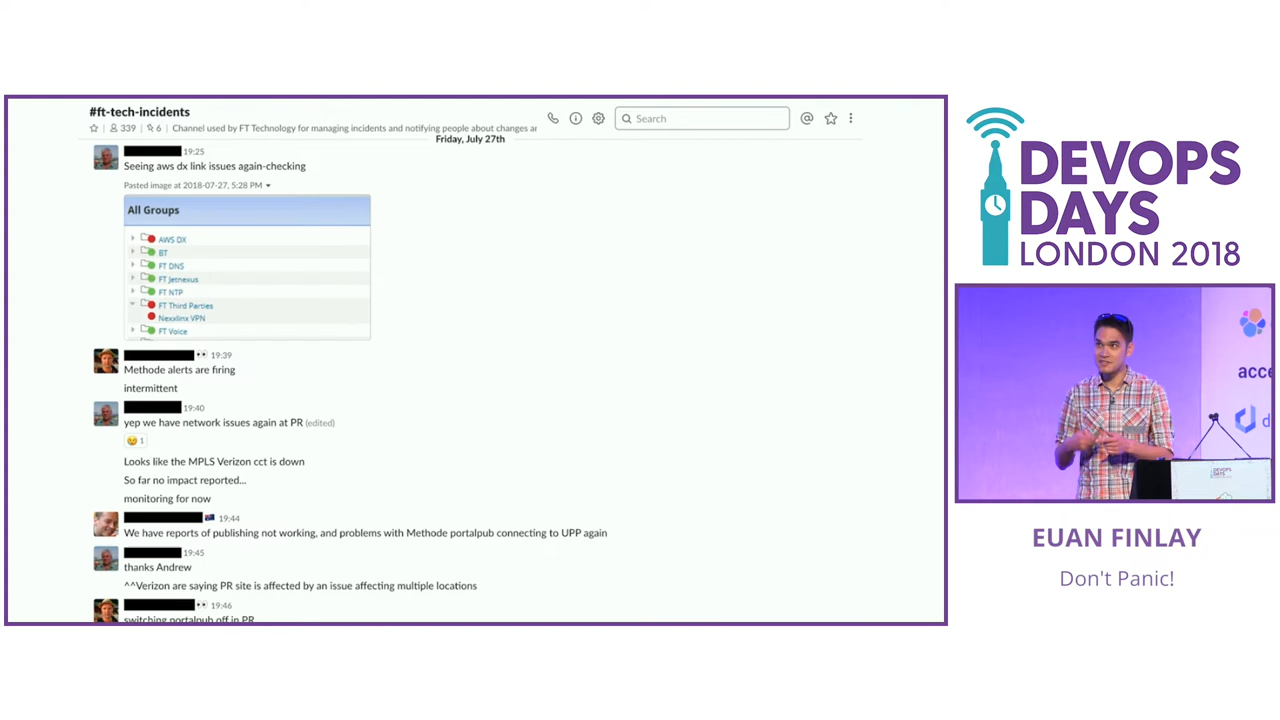 #ft-tech-incidents
339 | 6 | Channel used by FT Technology for managing incidents and notifying people about changes ar
Search
Friday, July 27th
19:25
Seeing aws dx link issues again-checking
Pasted image at 2018-07-27, 5:28 PM
All Groups
AWS DX
BT
FT DNS
FT Jetnexus
FT NTP
FT Third Parties
Nexxlinx VPN
FT Voice
19:39
Methode alerts are firing
intermittent
19:40
yep we have network issues again at PR (edited)
1
Looks like the MPLS Verizon cct is down
So far no impact reported...
monitoring for now
19:44
We have reports of publishing not working, and problems with Methode portalpub connecting to UPP again
19:45
thanks Andrew
^^Verizon are saying PR site is affected by an issue affecting multiple locations
19:46
switching portalpub off in PR
DEVOPS
DAYS
LONDON 2018
acce
d
DEVOPS
DAYS
EUAN FINLAY
Don't Panic!